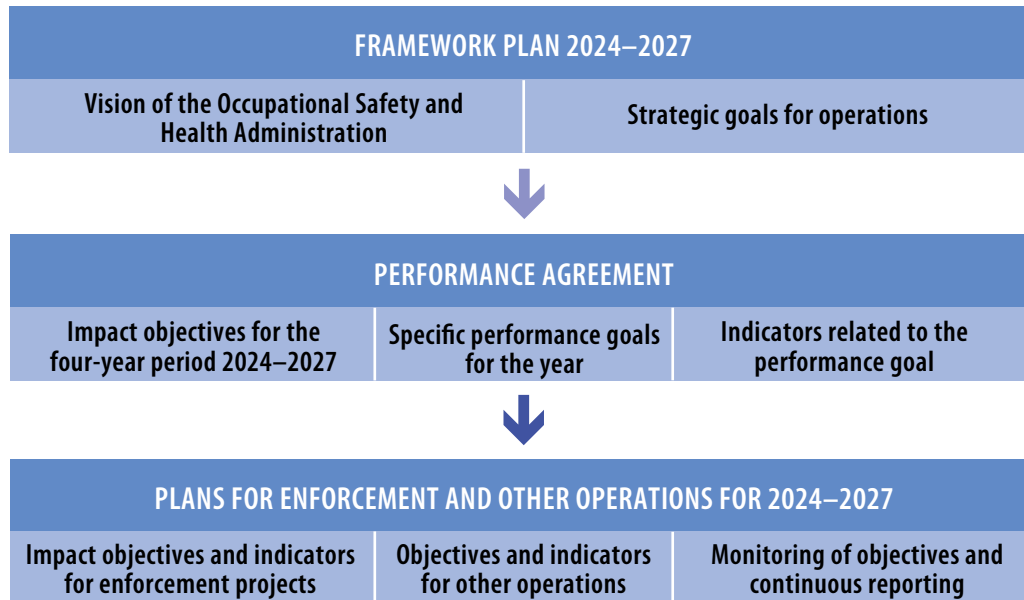 FRAMEWORK PLAN 2024–2027
Vision of the Occupational Safety and
Health Administration
Strategic goals for operations
PERFORMANCE AGREEMENT
Impact objectives for the
four-year period 2024–2027
Specific performance goals
for the year
Indicators related to the
performance goal
PLANS FOR ENFORCEMENT AND OTHER OPERATIONS FOR 2024–2027
Impact objectives and indicators
for enforcement projects
Objectives and indicators
for other operations
Monitoring of objectives and
continuous reporting